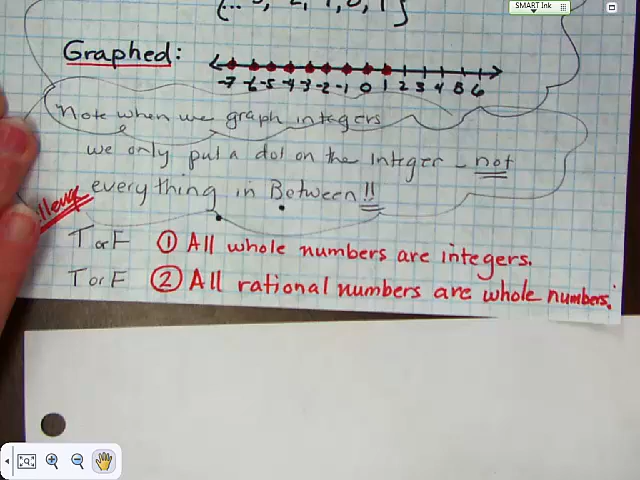 SMART Ink
Graphed:
-7 -6 -5 -4 -3 -2 -1 0 1 2 3 4 5 6
Note when we graph integers
we only put a dot on the integer - not
everything in Between!!
T or F ① All whole numbers are integers.
T or F ② All rational numbers are whole numbers.